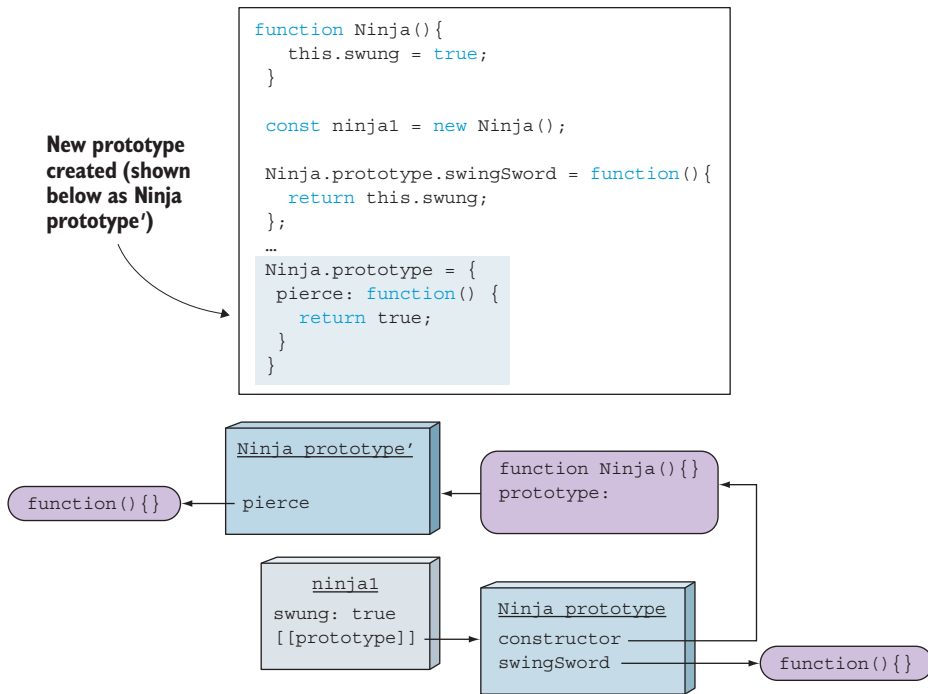 function Ninja(){
this.swung = true;
}
const ninja1 = new Ninja();
New prototype
created (shown
below as Ninja
prototype′)
Ninja.prototype.swingSword = function(){
return this.swung;
};
…
Ninja.prototype = {
pierce: function() {
return true;
}
}
Ninja prototype′
pierce
function(){}
function Ninja(){}
prototype:
ninja1
swung: true
[[prototype]]
Ninja prototype
constructor
swingSword
function(){}